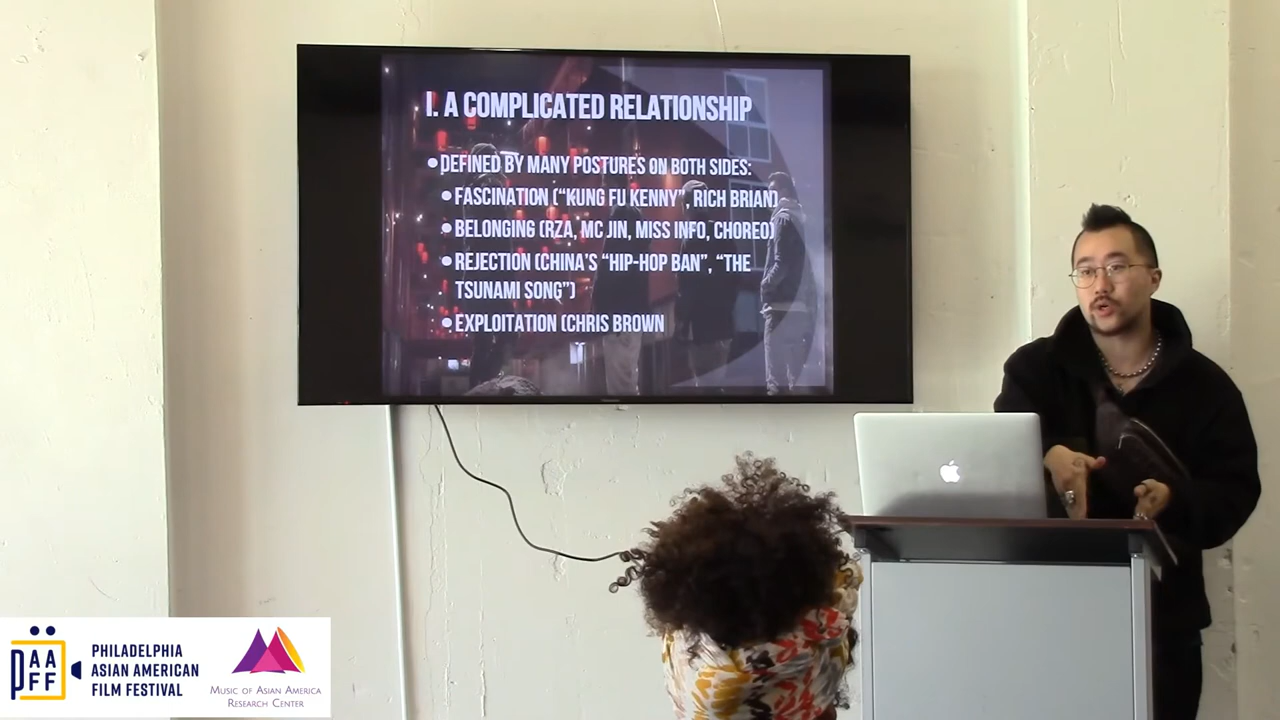 I. A COMPLICATED RELATIONSHIP
•DEFINED BY MANY POSTURES ON BOTH SIDES:
•FASCINATION ("KUNG FU KENNY", RICH BRIAN)
•BELONGING (RZA, MC JIN, MISS INFO, CHOREO)
•REJECTION (CHINA'S "HIP-HOP BAN", "THE
TSUNAMI SONG")
•EXPLOITATION (CHRIS BROWN
PAAFF
PHILADELPHIA
ASIAN AMERICAN
FILM FESTIVAL
MUSIC OF ASIAN AMERICA
RESEARCH CENTER